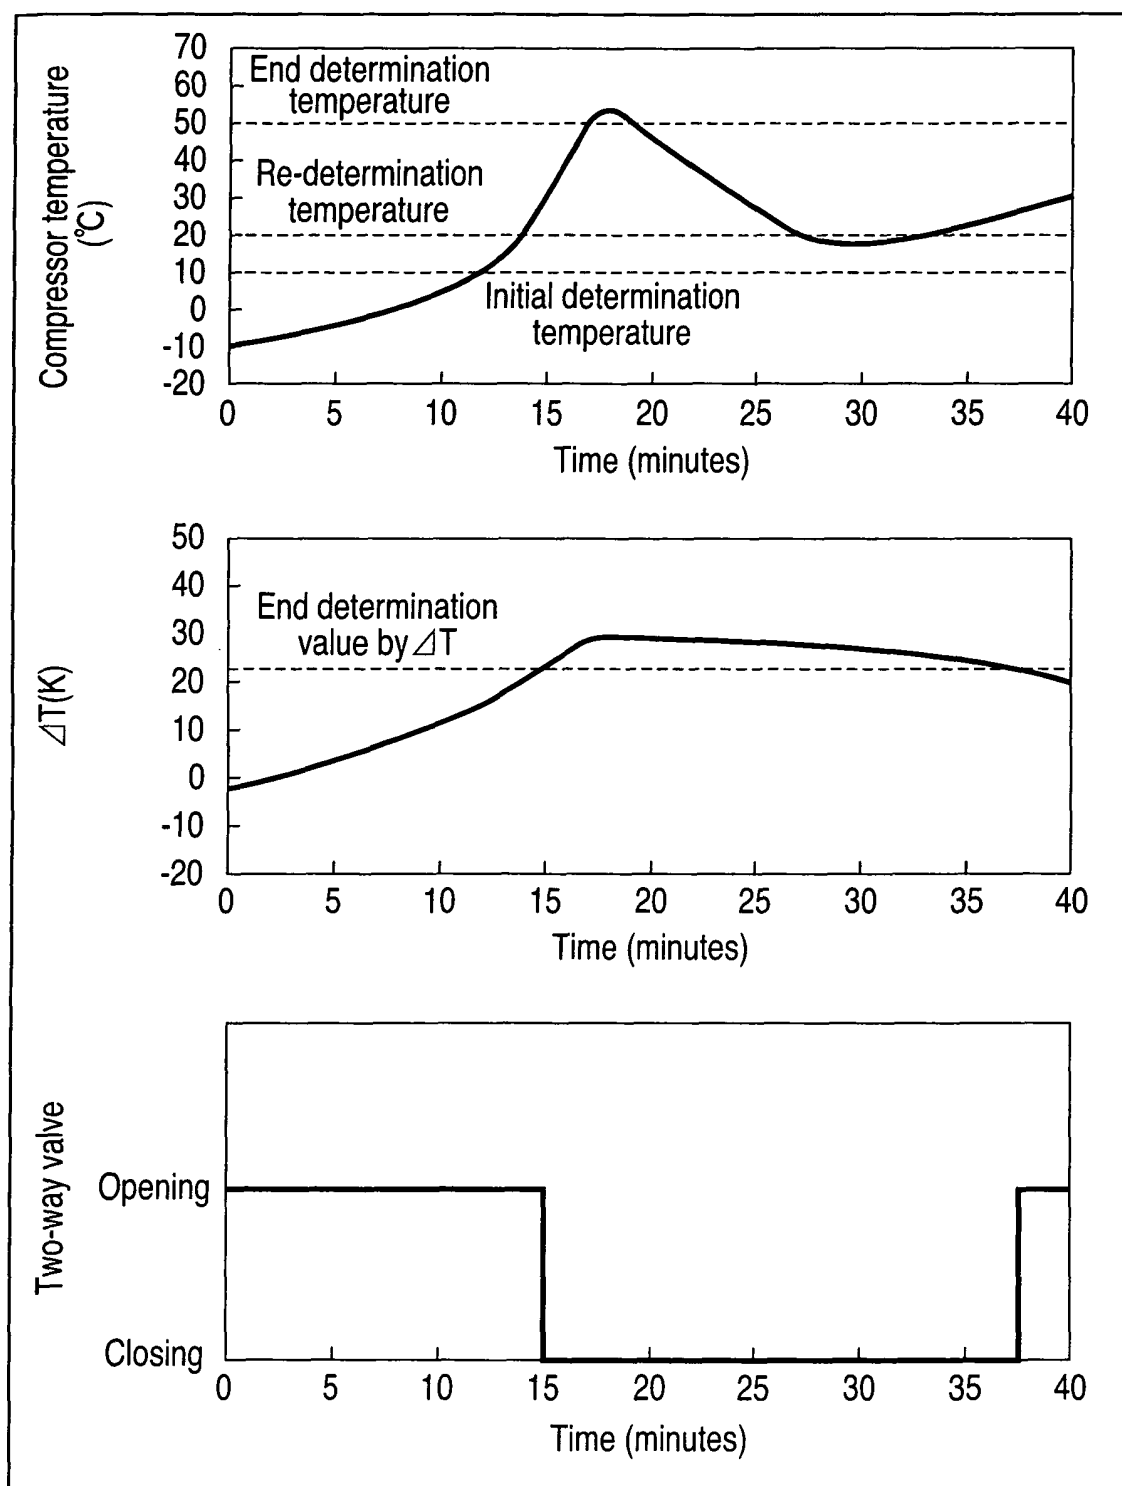 70
60
50
40
30
20
10
0
-10
-20
Compressor temperature
(°C)
End determination
temperature
Re-determination
temperature
Initial determination
temperature
0 5 10 15 20 25 30 35 40
Time (minutes)
50
40
30
20
10
0
-10
-20
⊿T(K)
End determination
value by ⊿T
0 5 10 15 20 25 30 35 40
Time (minutes)
Two-way valve
Opening
Closing
0 5 10 15 20 25 30 35 40
Time (minutes)